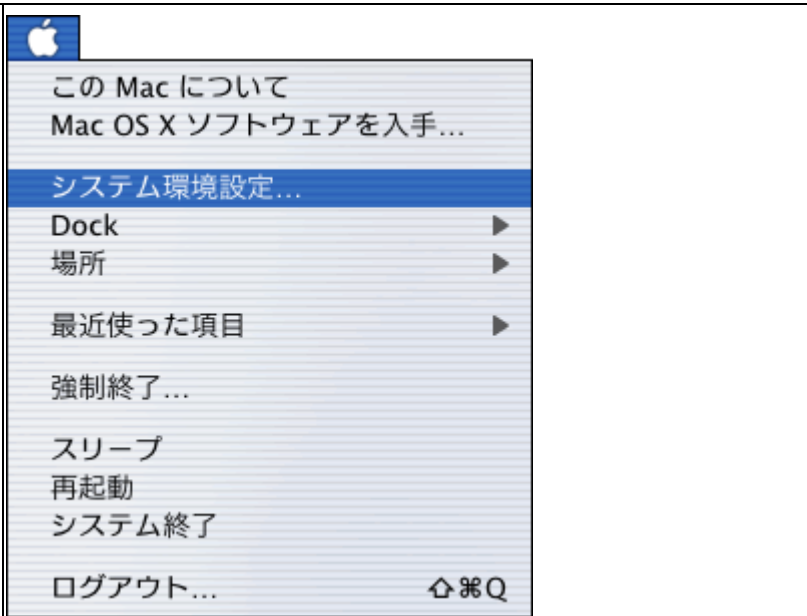 この Mac について
Mac OS X ソフトウェアを入手...
システム環境設定...
Dock
場所
最近使った項目
強制終了...
スリープ
再起動
システム終了
ログアウト... ⇧⌘Q